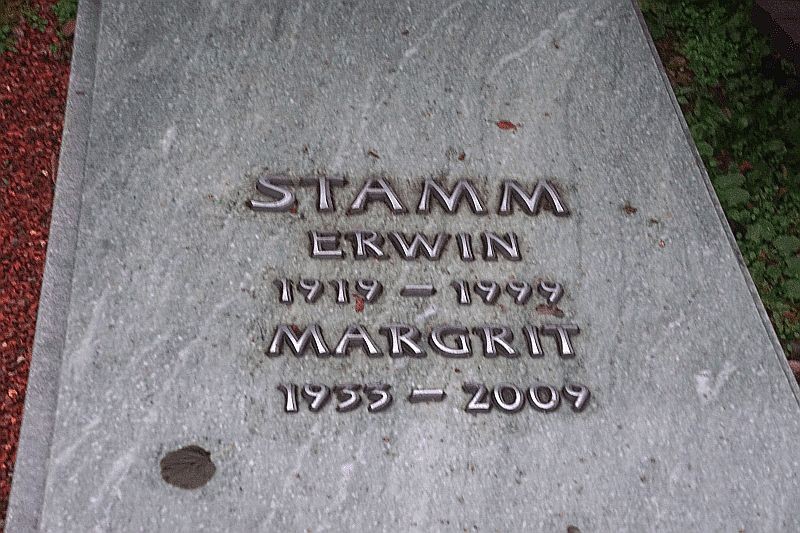 STAMM
ERWIN
1919 – 1999
MARGRIT
1933 – 2009